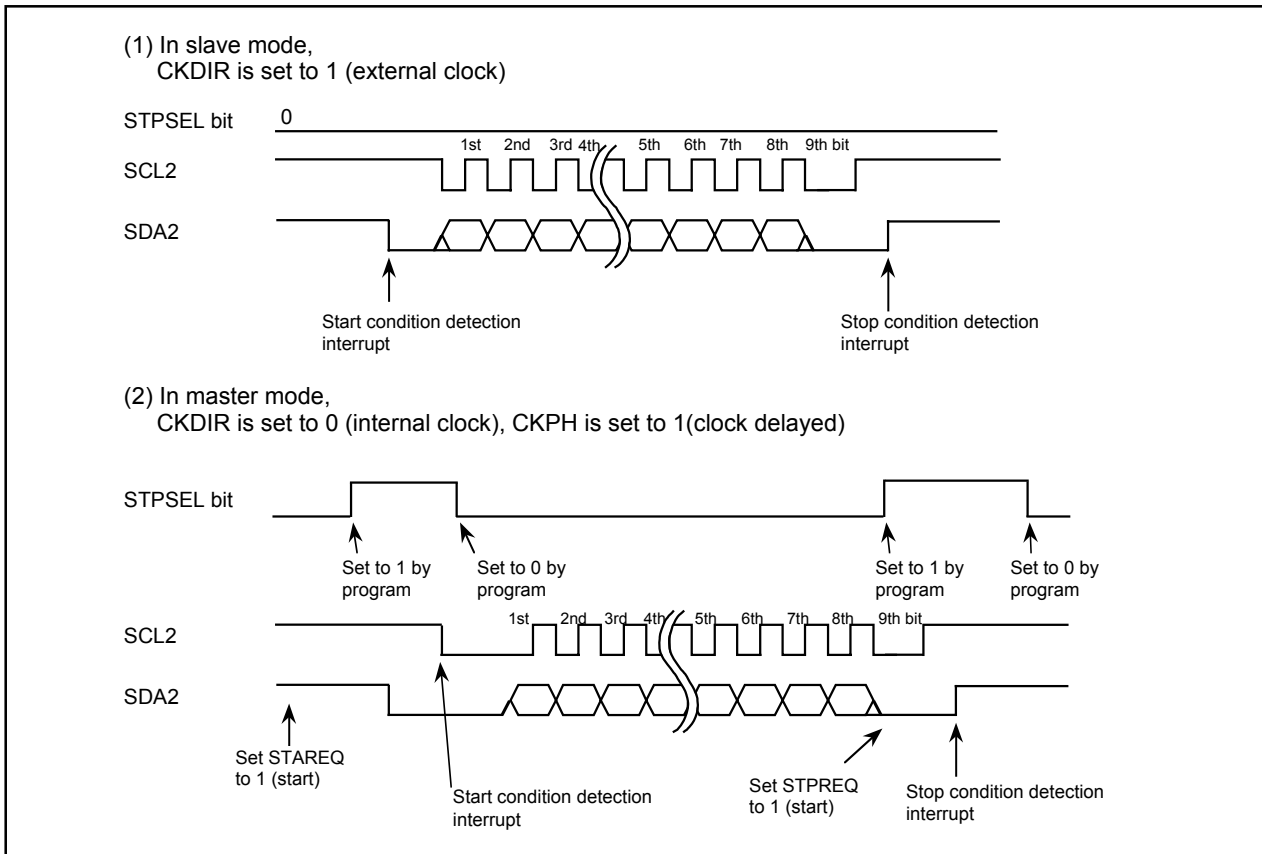 (1) In slave mode,
CKDIR is set to 1 (external clock)
STPSEL bit 0
1st 2nd 3rd 4th 5th 6th 7th 8th 9th bit
SCL2
SDA2
Start condition detection
interrupt
Stop condition detection
interrupt
(2) In master mode,
CKDIR is set to 0 (internal clock), CKPH is set to 1(clock delayed)
STPSEL bit
Set to 1 by
program
Set to 0 by
program
Set to 1 by
program
Set to 0 by
program
1st 2nd 3rd 4th 5th 6th 7th 8th 9th bit
SCL2
SDA2
Set STAREQ
to 1 (start)
Start condition detection
interrupt
Set STPREQ
to 1 (start)
Stop condition detection
interrupt